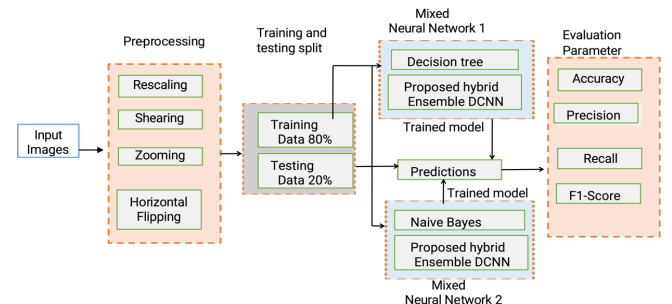 Input
Images
Pre-processing
Rescaling
Shearing
Zooming
Horizontal
Flipping
Training and
testing split
Training
Data 80%
Testing
Data 20%
Mixed
Neural Network 1
Decision tree
Proposed hybrid
Ensemble DCNN
Trained model
Predictions
Trained model
Naive Bayes
Proposed hybrid
Ensemble DCNN
Mixed
Neural Network 2
Evaluation
Parameter
Accuracy
Precision
Recall
F1-Score